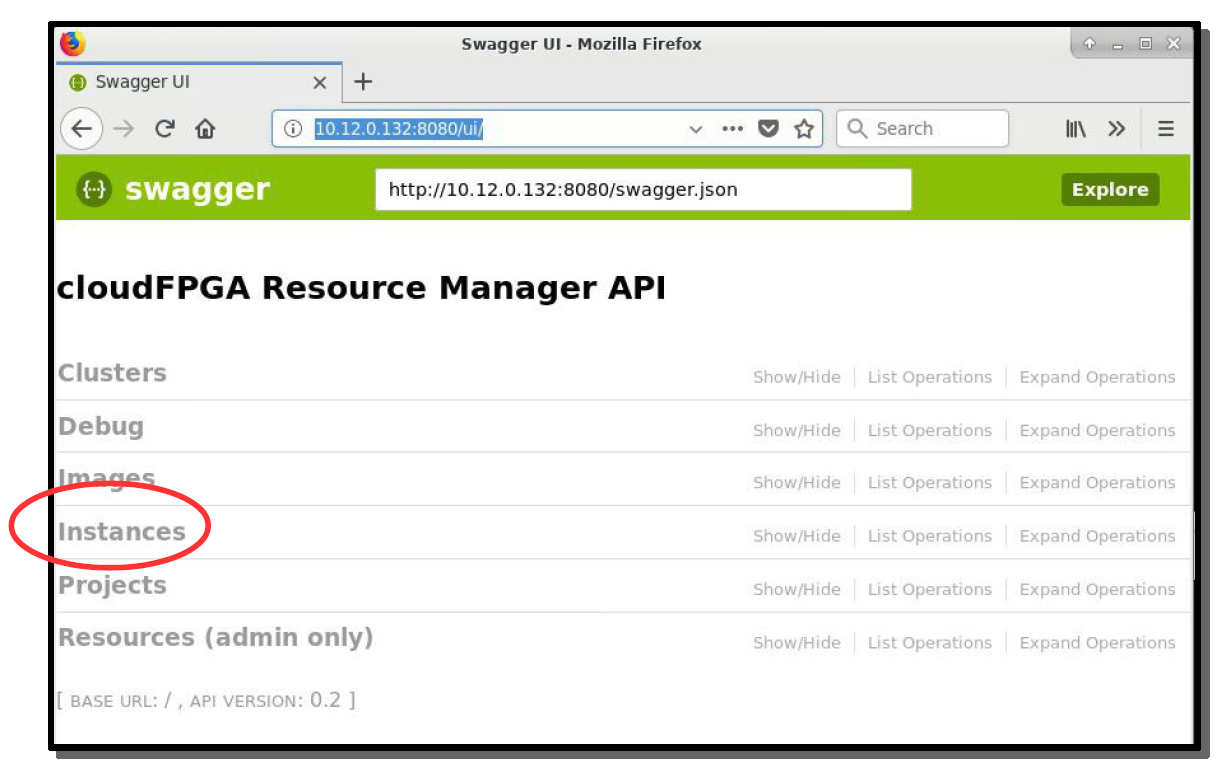 Swagger UI - Mozilla Firefox
Swagger UI
10.12.0.132:8080/ui/
Search
swagger
http://10.12.0.132:8080/swagger.json
Explore
cloudFPGA Resource Manager API
Clusters Show/Hide List Operations Expand Operations
Debug Show/Hide List Operations Expand Operations
Images Show/Hide List Operations Expand Operations
Instances Show/Hide List Operations Expand Operations
Projects Show/Hide List Operations Expand Operations
Resources (admin only) Show/Hide List Operations Expand Operations
[ BASE URL: / , API VERSION: 0.2 ]